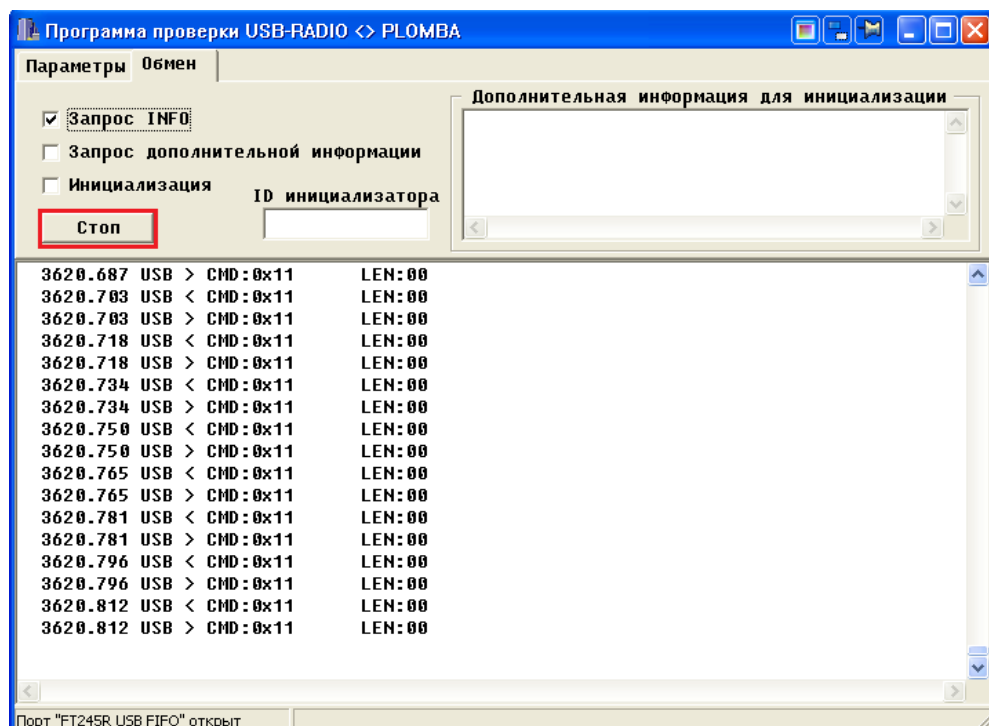 Программа проверки USB-RADIO <> PLOMBA
Параметры Обмен
Дополнительная информация для инициализации
Запрос INFO
Запрос дополнительной информации
Инициализация
ID инициализатора
Стоп
3620.687 USB > CMD:0x11 LEN:00
3620.703 USB < CMD:0x11 LEN:00
3620.703 USB > CMD:0x11 LEN:00
3620.718 USB < CMD:0x11 LEN:00
3620.718 USB > CMD:0x11 LEN:00
3620.734 USB < CMD:0x11 LEN:00
3620.734 USB > CMD:0x11 LEN:00
3620.750 USB < CMD:0x11 LEN:00
3620.750 USB > CMD:0x11 LEN:00
3620.765 USB < CMD:0x11 LEN:00
3620.765 USB > CMD:0x11 LEN:00
3620.781 USB < CMD:0x11 LEN:00
3620.781 USB > CMD:0x11 LEN:00
3620.796 USB < CMD:0x11 LEN:00
3620.796 USB > CMD:0x11 LEN:00
3620.812 USB < CMD:0x11 LEN:00
3620.812 USB > CMD:0x11 LEN:00
Порт "FT245R USB FIFO" открыт